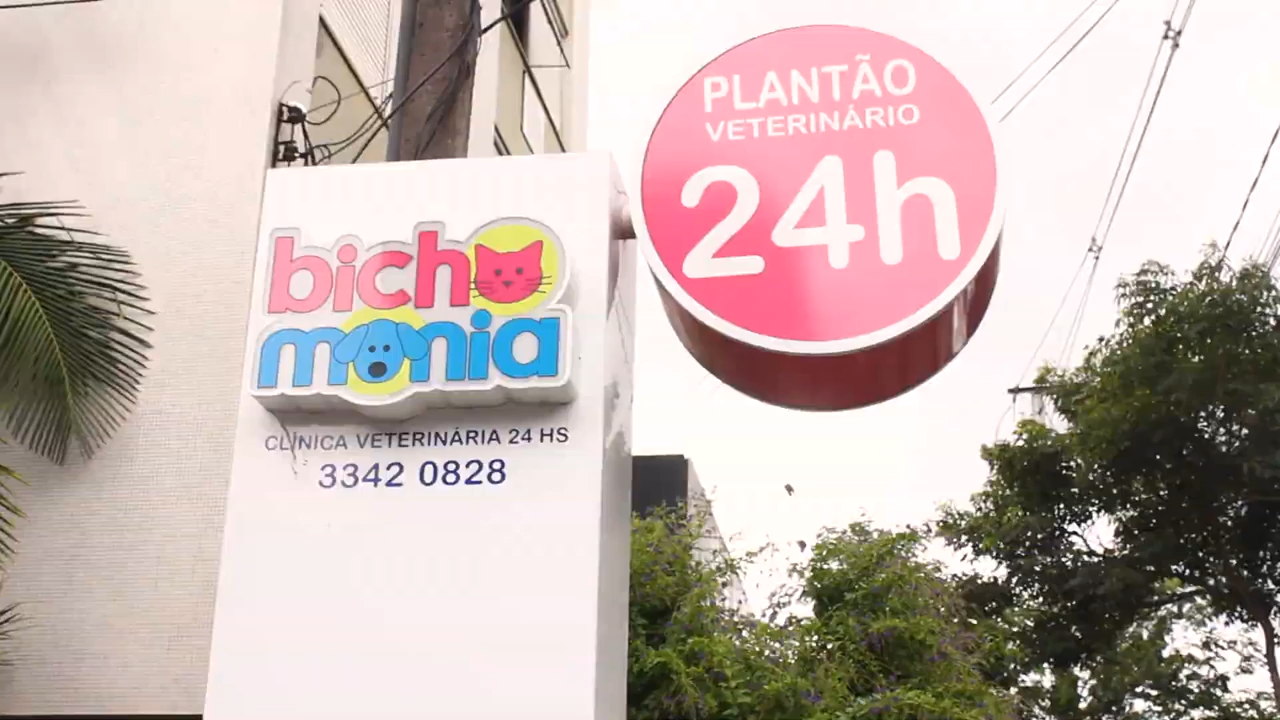 bicho
mania
CLÍNICA VETERINÁRIA 24 HS
3342 0828
PLANTÃO
VETERINÁRIO
24h